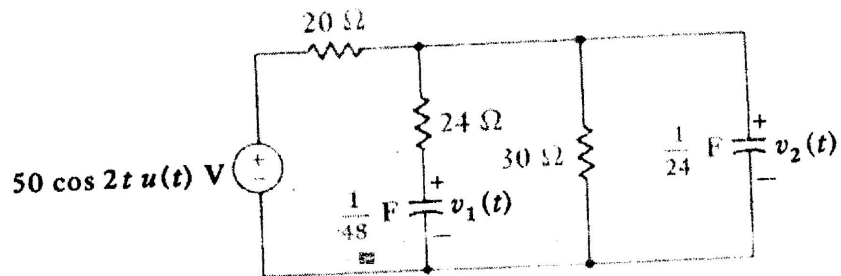 20 Ω
24 Ω
30 Ω
50 cos 2t u(t) V
+
−
1/48 F
+
v₁(t)
−
1/24 F
+
v₂(t)
−